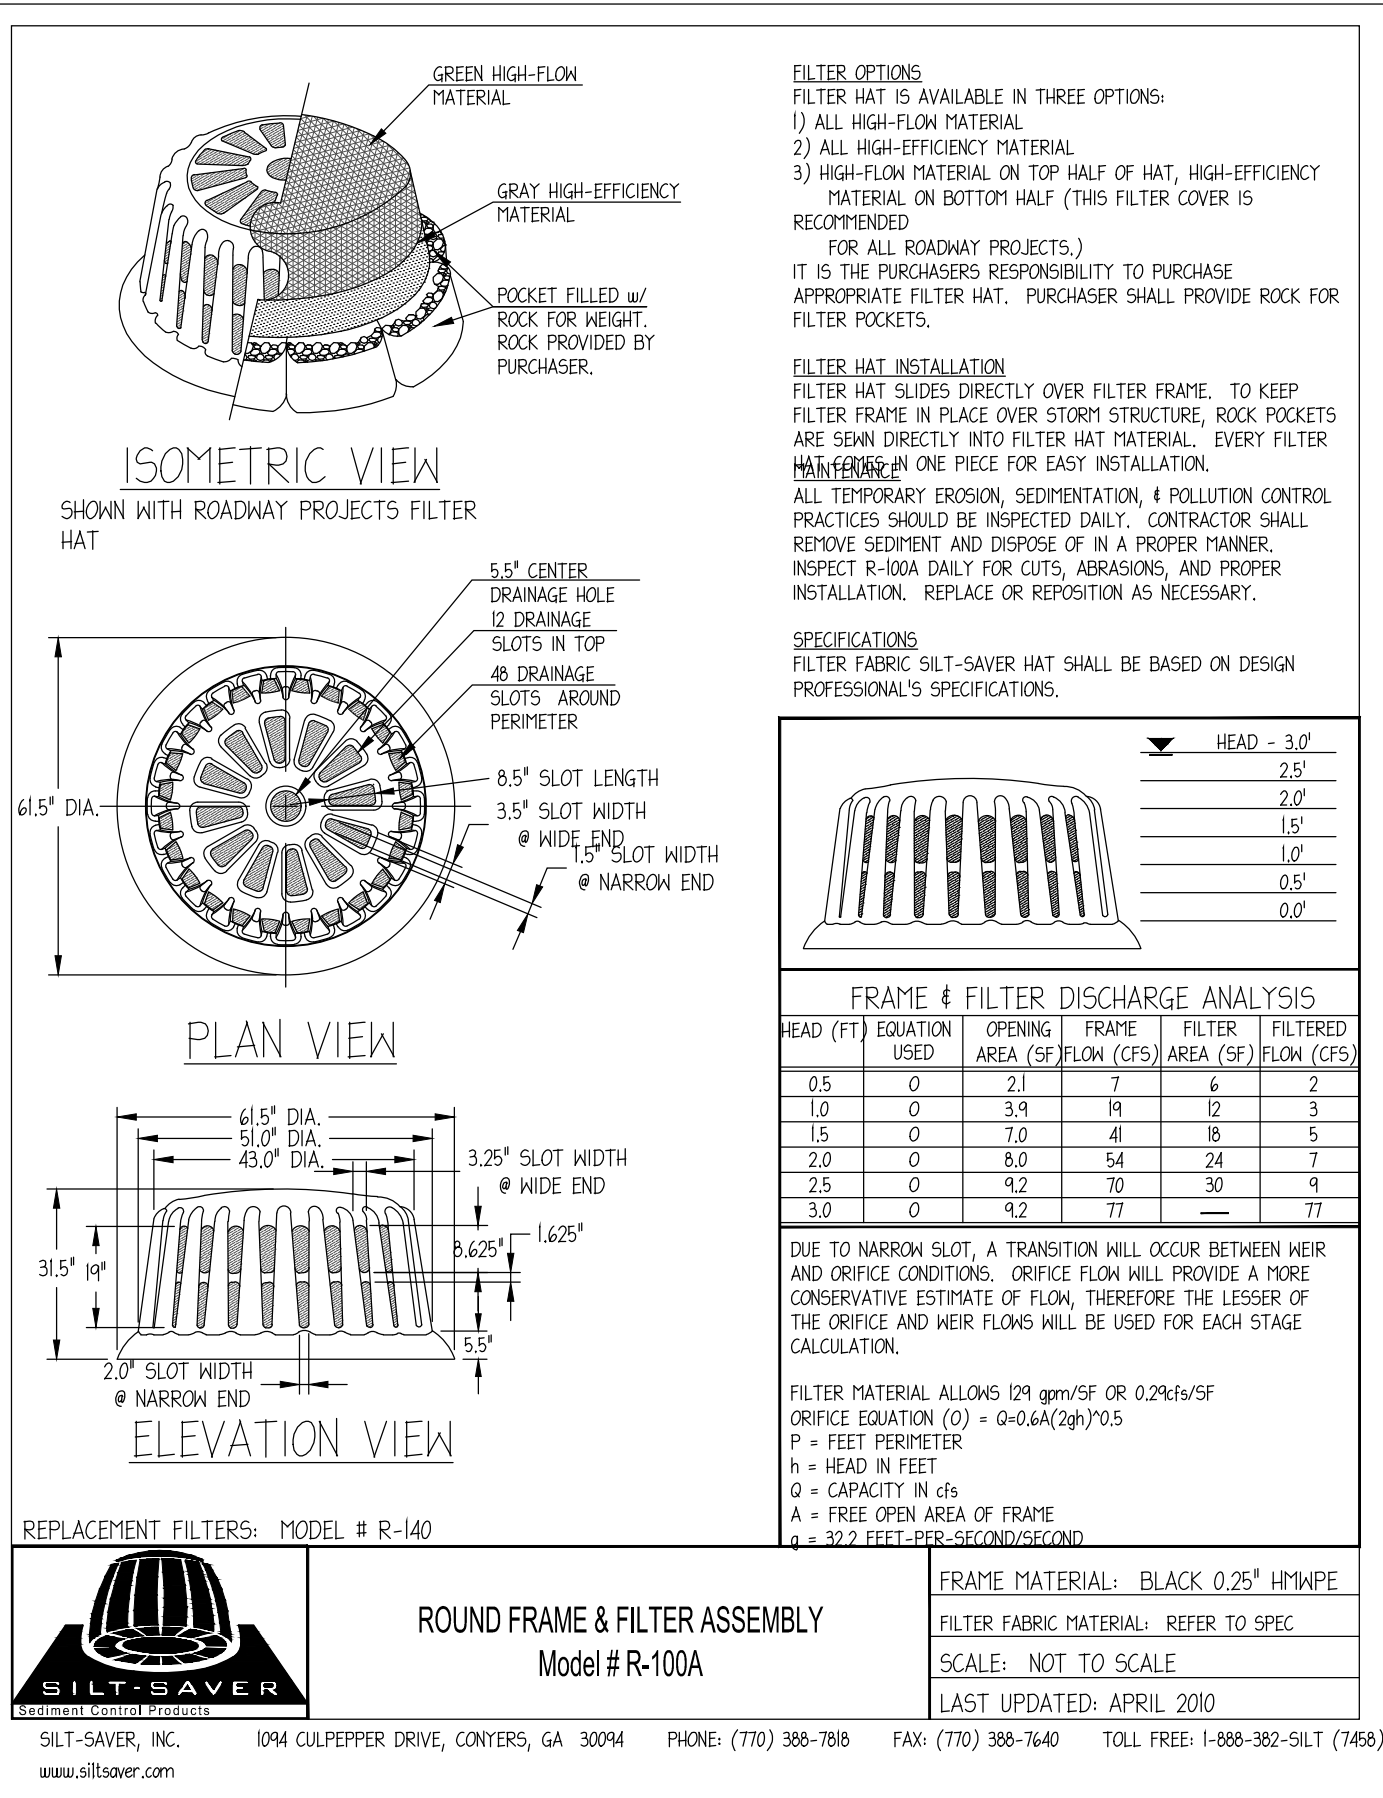 GREEN HIGH-FLOW
MATERIAL
GRAY HIGH-EFFICIENCY
MATERIAL
POCKET FILLED w/
ROCK FOR WEIGHT.
ROCK PROVIDED BY
PURCHASER.
ISOMETRIC VIEW
SHOWN WITH ROADWAY PROJECTS FILTER
HAT
5.5" CENTER
DRAINAGE HOLE
12 DRAINAGE
SLOTS IN TOP
48 DRAINAGE
SLOTS AROUND
PERIMETER
8.5" SLOT LENGTH
3.5" SLOT WIDTH
@ WIDE END
1.5" SLOT WIDTH
@ NARROW END
61.5" DIA.
PLAN VIEW
61.5" DIA.
51.0" DIA.
43.0" DIA.
3.25" SLOT WIDTH
@ WIDE END
1.625"
8.625"
31.5"
19"
5.5"
2.0" SLOT WIDTH
@ NARROW END
ELEVATION VIEW
REPLACEMENT FILTERS: MODEL # R-140
FILTER OPTIONS
FILTER HAT IS AVAILABLE IN THREE OPTIONS:
1) ALL HIGH-FLOW MATERIAL
2) ALL HIGH-EFFICIENCY MATERIAL
3) HIGH-FLOW MATERIAL ON TOP HALF OF HAT, HIGH-EFFICIENCY
MATERIAL ON BOTTOM HALF (THIS FILTER COVER IS
RECOMMENDED
FOR ALL ROADWAY PROJECTS.)
IT IS THE PURCHASERS RESPONSIBILITY TO PURCHASE
APPROPRIATE FILTER HAT. PURCHASER SHALL PROVIDE ROCK FOR
FILTER POCKETS.
FILTER HAT INSTALLATION
FILTER HAT SLIDES DIRECTLY OVER FILTER FRAME. TO KEEP
FILTER FRAME IN PLACE OVER STORM STRUCTURE, ROCK POCKETS
ARE SEWN DIRECTLY INTO FILTER HAT MATERIAL. EVERY FILTER
HAT COMES IN ONE PIECE FOR EASY INSTALLATION.
MAINTENANCE
ALL TEMPORARY EROSION, SEDIMENTATION, & POLLUTION CONTROL
PRACTICES SHOULD BE INSPECTED DAILY. CONTRACTOR SHALL
REMOVE SEDIMENT AND DISPOSE OF IN A PROPER MANNER.
INSPECT R-100A DAILY FOR CUTS, ABRASIONS, AND PROPER
INSTALLATION. REPLACE OR REPOSITION AS NECESSARY.
SPECIFICATIONS
FILTER FABRIC SILT-SAVER HAT SHALL BE BASED ON DESIGN
PROFESSIONAL'S SPECIFICATIONS.
HEAD - 3.0'
2.5'
2.0'
1.5'
1.0'
0.5'
0.0'
FRAME & FILTER DISCHARGE ANALYSIS
HEAD (FT) EQUATION USED OPENING AREA (SF) FRAME FLOW (CFS) FILTER AREA (SF) FILTERED FLOW (CFS)
0.5 O 2.1 7 6 2
1.0 O 3.9 19 12 3
1.5 O 7.0 41 18 5
2.0 O 8.0 54 24 7
2.5 O 9.2 70 30 9
3.0 O 9.2 77 — 77
DUE TO NARROW SLOT, A TRANSITION WILL OCCUR BETWEEN WEIR
AND ORIFICE CONDITIONS. ORIFICE FLOW WILL PROVIDE A MORE
CONSERVATIVE ESTIMATE OF FLOW, THEREFORE THE LESSER OF
THE ORIFICE AND WEIR FLOWS WILL BE USED FOR EACH STAGE
CALCULATION.
FILTER MATERIAL ALLOWS 129 gpm/SF OR 0.29cfs/SF
ORIFICE EQUATION (O) = Q=0.6A(2gh)^0.5
P = FEET PERIMETER
h = HEAD IN FEET
Q = CAPACITY IN cfs
A = FREE OPEN AREA OF FRAME
g = 32.2 FEET-PER-SECOND/SECOND
SILT-SAVER
Sediment Control Products
ROUND FRAME & FILTER ASSEMBLY
Model # R-100A
FRAME MATERIAL: BLACK 0.25" HMWPE
FILTER FABRIC MATERIAL: REFER TO SPEC
SCALE: NOT TO SCALE
LAST UPDATED: APRIL 2010
SILT-SAVER, INC. 1094 CULPEPPER DRIVE, CONYERS, GA 30094 PHONE: (770) 388-7818 FAX: (770) 388-7640 TOLL FREE: 1-888-382-SILT (7458)
www.siltsaver.com